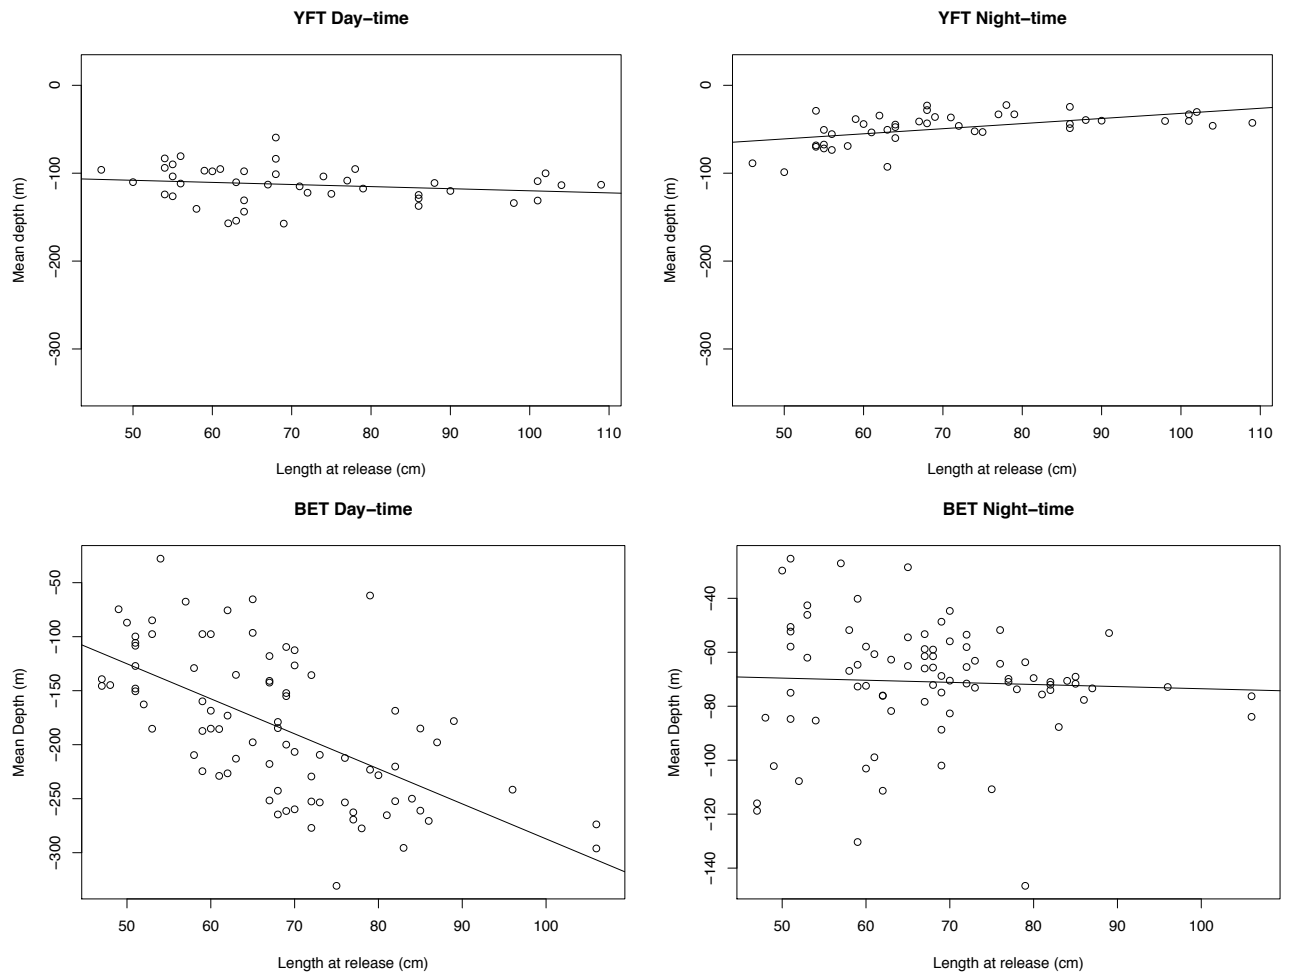 YFT Day−time
YFT Night−time
Mean depth (m)
0
−100
−200
−300
50 60 70 80 90 100 110
Length at release (cm)
Mean depth (m)
0
−100
−200
−300
50 60 70 80 90 100 110
Length at release (cm)
BET Day−time
BET Night−time
Mean Depth (m)
−50
−100
−150
−200
−250
−300
50 60 70 80 90 100
Length at release (cm)
Mean Depth (m)
−40
−60
−80
−100
−120
−140
50 60 70 80 90 100
Length at release (cm)